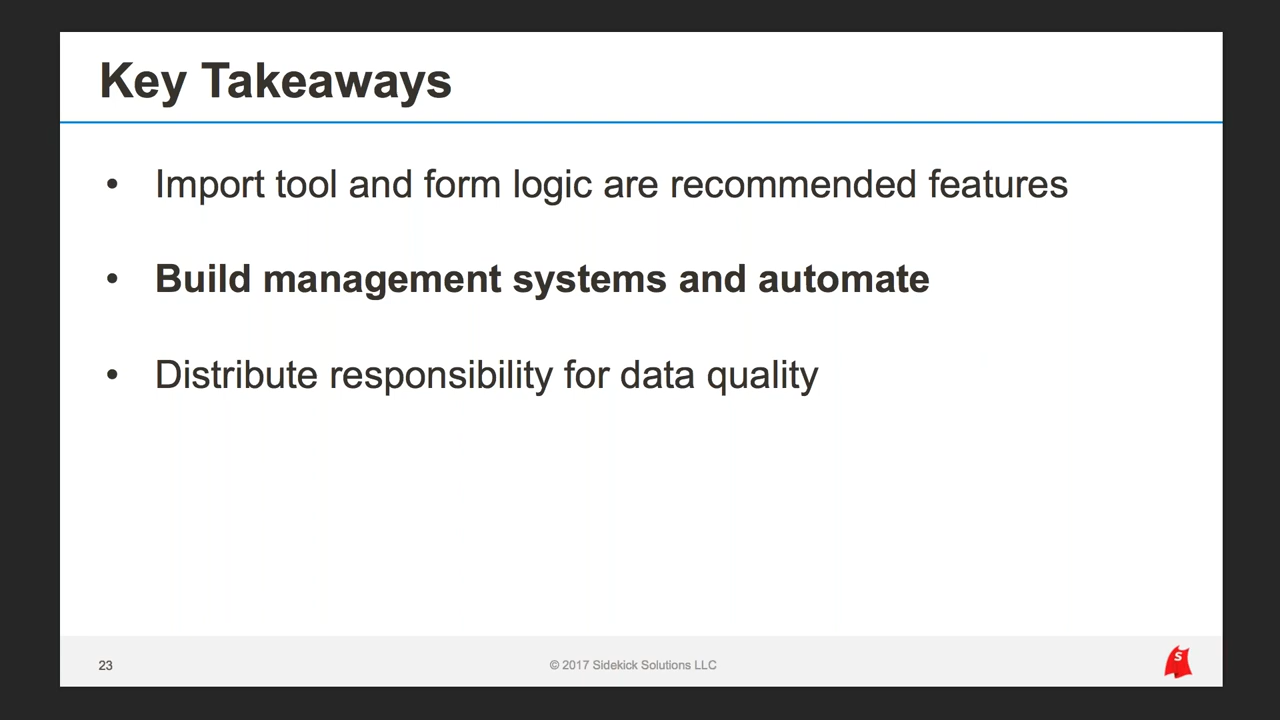 Key Takeaways
• Import tool and form logic are recommended features
• Build management systems and automate
• Distribute responsibility for data quality
23
© 2017 Sidekick Solutions LLC
S